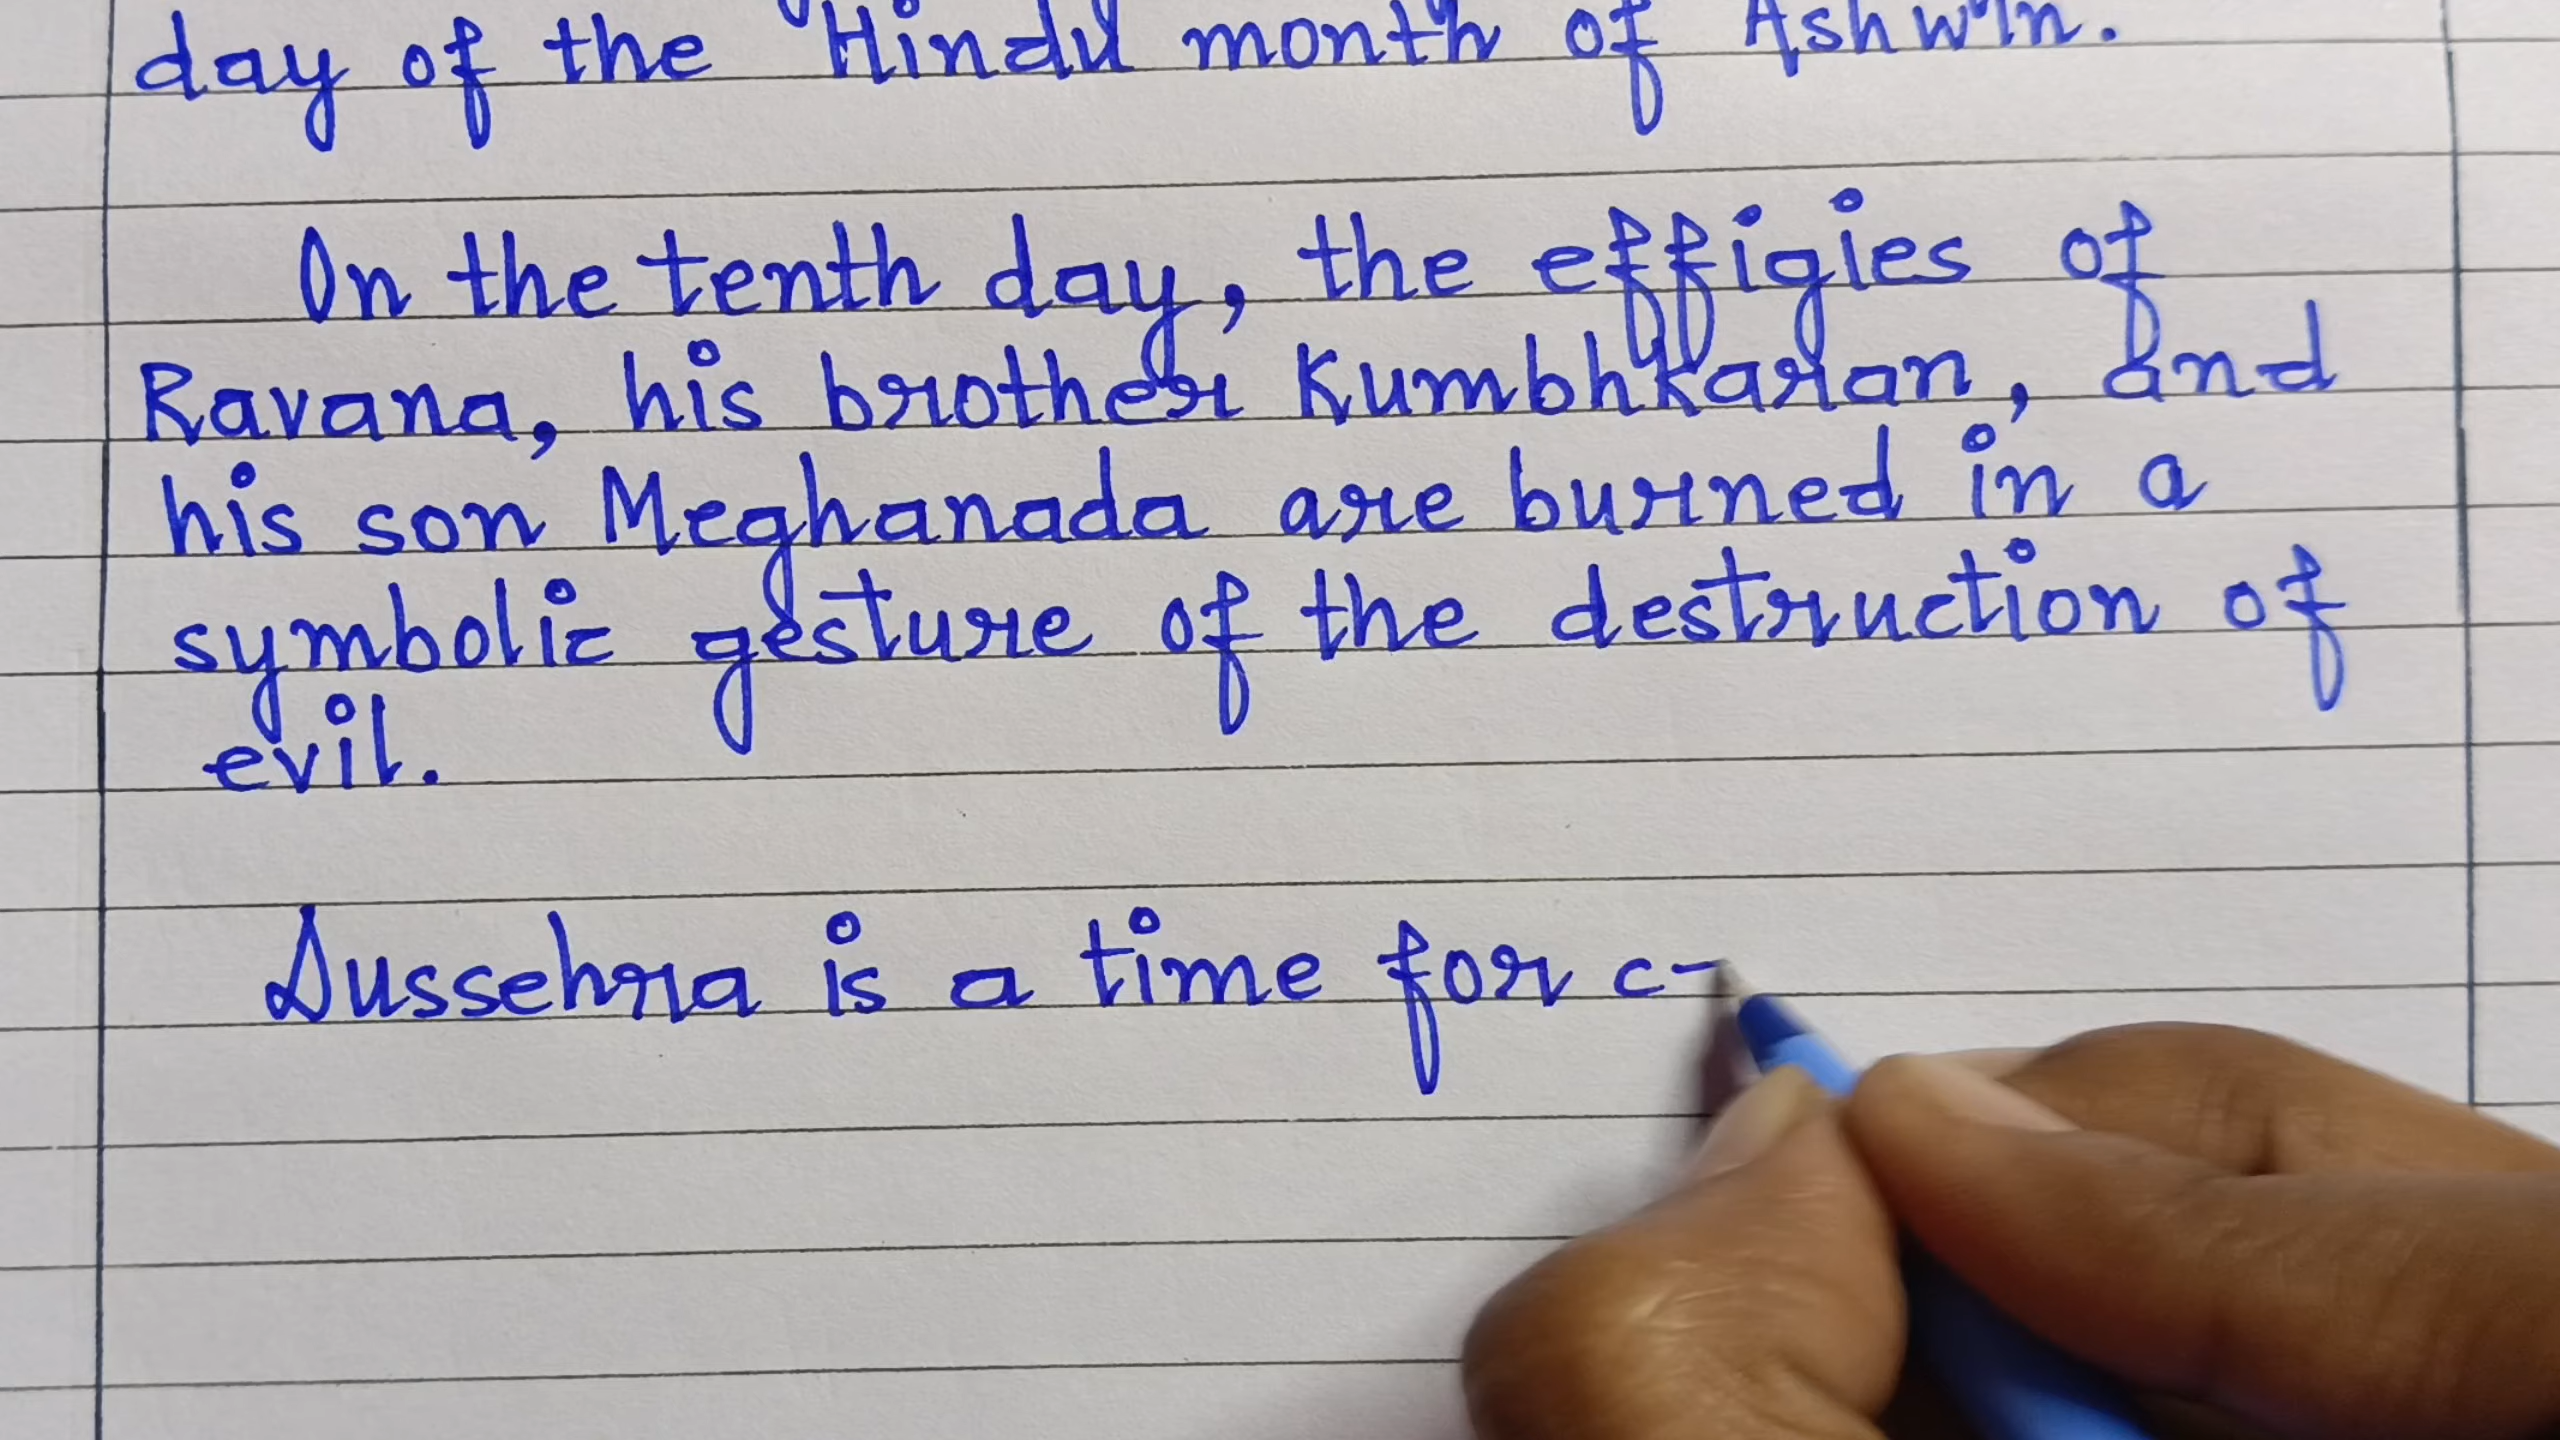 day of the Hindu month of Ashwin.
On the tenth day, the effigies of
Ravana, his brother Kumbhkaran, and
his son Meghanada are burned in a
symbolic gesture of the destruction of
evil.
Dussehra is a time for